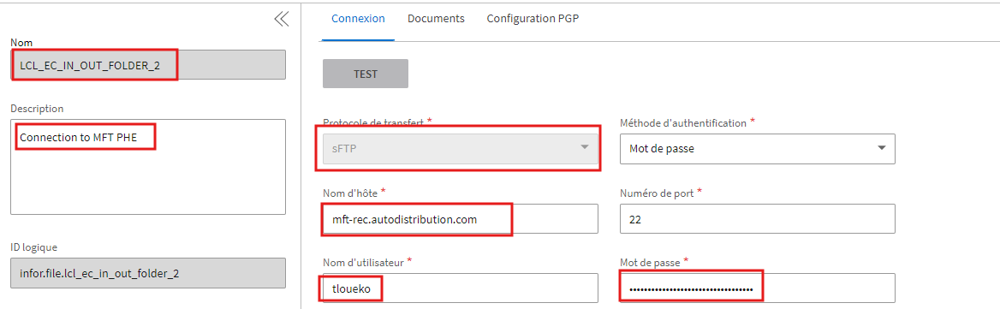 Connexion Documents Configuration PGP
Nom
LCL_EC_IN_OUT_FOLDER_2
TEST
Description
Connection to MFT PHE
Protocole de transfert * Méthode d'authentification *
sFTP Mot de passe
Nom d'hôte * Numéro de port *
mft-rec.autodistribution.com 22
ID logique
infor.file.lcl_ec_in_out_folder_2
Nom d'utilisateur * Mot de passe *
tloueko ••••••••••••••••••••••••••••••••••